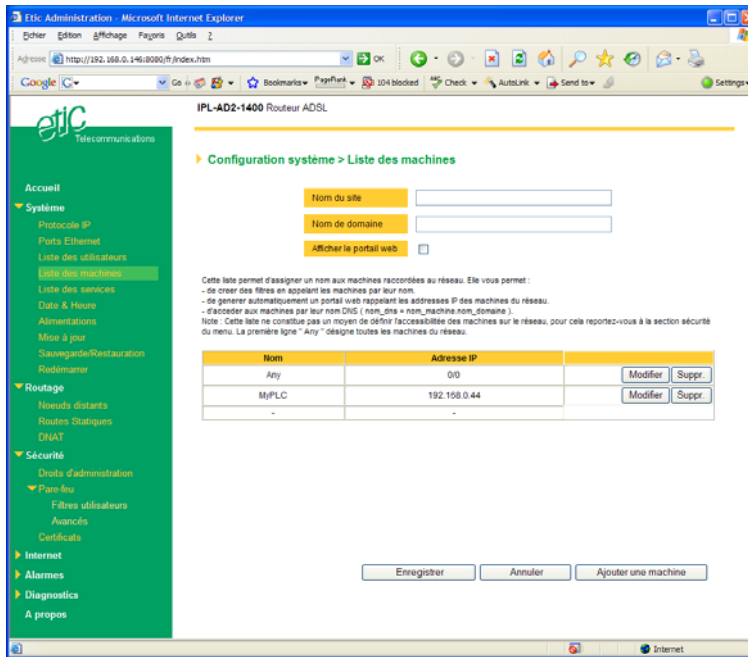 Etic Administration - Microsoft Internet Explorer
Fichier Edition Affichage Favoris Outils ?
Adresse http://192.168.0.146:8080/fr/index.htm OK
Google G Go Bookmarks PageRank 104 blocked Check AutoLink Send to Settings
etiC
Telecommunications
IPL-AD2-1400 Routeur ADSL
Configuration système > Liste des machines
Accueil
Système
Protocole IP
Ports Ethernet
Liste des utilisateurs
Liste des machines
Liste des services
Date & Heure
Alimentations
Mise à jour
Sauvegarde/Restauration
Redémarrer
Routage
Noeuds distants
Routes Statiques
DNAT
Sécurité
Droits d'administration
Pare-feu
Filtres utilisateurs
Avancés
Certificats
Internet
Alarmes
Diagnostics
A propos
Nom du site
Nom de domaine
Afficher le portail web
Cette liste permet d'assigner un nom aux machines raccordées au réseau. Elle vous permet :
- de creer des filtres en appelant les machines par leur nom.
- de generer automatiquement un portail web rappelant les addresses IP des machines du réseau.
- d'acceder aux machines par leur nom DNS ( nom_dns = nom_machine.nom_domaine ).
Note : Cette liste ne constitue pas un moyen de définir l'accessibilité des machines sur le réseau, pour cela reportez-vous à la section sécurité
du menu. La première ligne " Any " désigne toutes les machines du réseau.
Nom Adresse IP
Any 0/0 Modifier Suppr.
MyPLC 192.168.0.44 Modifier Suppr.
- -
Enregistrer Annuler Ajouter une machine
Internet